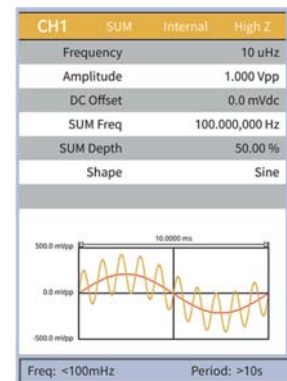 CH1 SUM Internal High Z
Frequency 10 uHz
Amplitude 1.000 Vpp
DC Offset 0.0 mVdc
SUM Freq 100.000,000 Hz
SUM Depth 50.00 %
Shape Sine
10.0000 ms
500.0 mVpp
0.0 mVpp
-500.0 mVpp
Freq: <100mHz Period: >10s